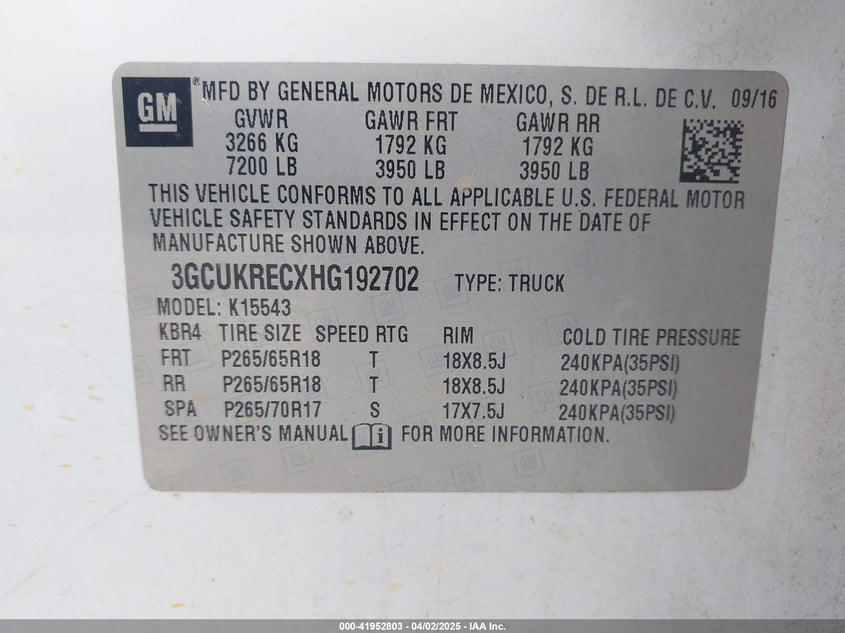 GM ® MFD BY GENERAL MOTORS DE MEXICO, S. DE R.L. DE C.V. 09/16
GVWR GAWR FRT GAWR RR
3266 KG 1792 KG 1792 KG
7200 LB 3950 LB 3950 LB
THIS VEHICLE CONFORMS TO ALL APPLICABLE U.S. FEDERAL MOTOR
VEHICLE SAFETY STANDARDS IN EFFECT ON THE DATE OF
MANUFACTURE SHOWN ABOVE.
3GCUKRECXHG192702 TYPE: TRUCK
MODEL: K15543
KBR4 TIRE SIZE SPEED RTG RIM COLD TIRE PRESSURE
FRT P265/65R18 T 18X8.5J 240KPA(35PSI)
RR P265/65R18 T 18X8.5J 240KPA(35PSI)
SPA P265/70R17 S 17X7.5J 240KPA(35PSI)
SEE OWNER'S MANUAL FOR MORE INFORMATION.
000-41952803 - 04/02/2025 - IAA Inc.